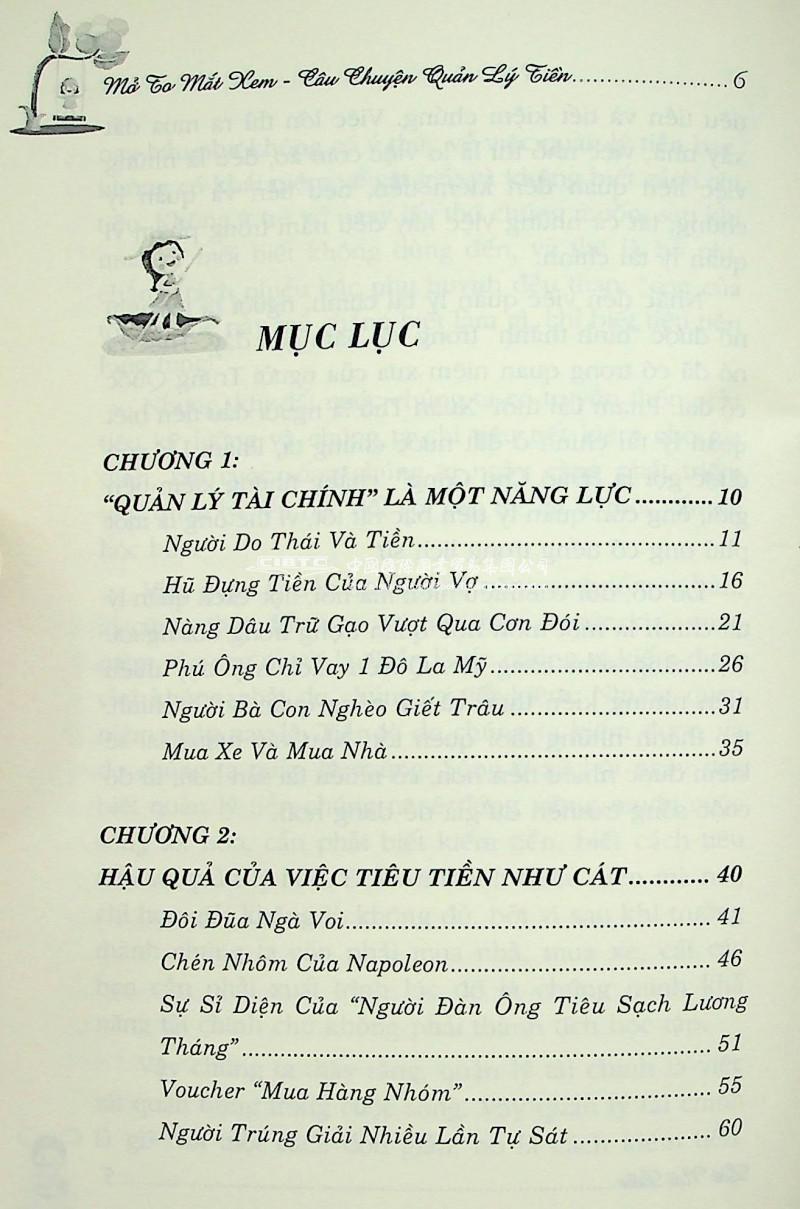 Mở To Mắt Xem - Câu Chuyện Quản Lý Tiền........................6
MỤC LỤC
CHƯƠNG 1:
“QUẢN LÝ TÀI CHÍNH” LÀ MỘT NĂNG LỰC...........10
Người Do Thái Và Tiền.......................................11
Hũ Đựng Tiền Của Người Vợ..............................16
Nàng Dâu Trữ Gạo Vượt Qua Cơn Đói...................21
Phú Ông Chỉ Vay 1 Đô La Mỹ.............................26
Người Bà Con Nghèo Giết Trâu...........................31
Mua Xe Và Mua Nhà..........................................35
CHƯƠNG 2:
HẬU QUẢ CỦA VIỆC TIÊU TIỀN NHƯ CÁT............40
Đôi Đũa Ngà Voi................................................41
Chén Nhôm Của Napoleon..................................46
Sự Sỉ Diện Của “Người Đàn Ông Tiêu Sạch Lương
Tháng”..............................................................51
Voucher “Mua Hàng Nhóm”................................55
Người Trúng Giải Nhiều Lần Tự Sát...................60